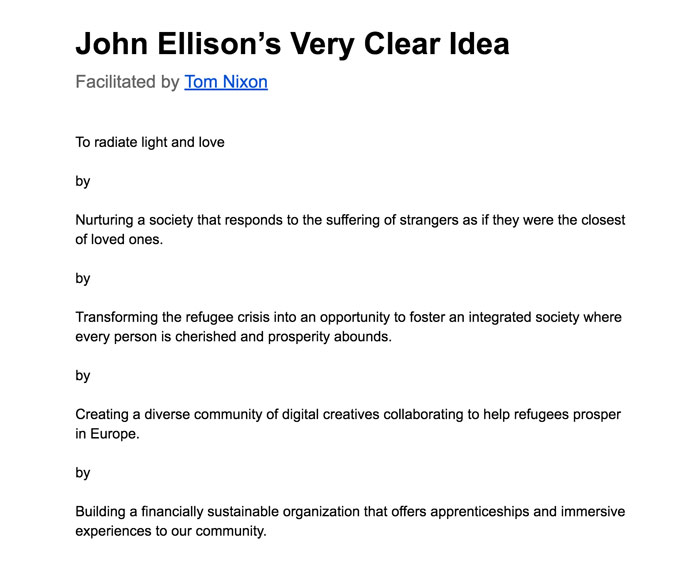 John Ellison’s Very Clear Idea
Facilitated by Tom Nixon
To radiate light and love
by
Nurturing a society that responds to the suffering of strangers as if they were the closest
of loved ones.
by
Transforming the refugee crisis into an opportunity to foster an integrated society where
every person is cherished and prosperity abounds.
by
Creating a diverse community of digital creatives collaborating to help refugees prosper
in Europe.
by
Building a financially sustainable organization that offers apprenticeships and immersive
experiences to our community.